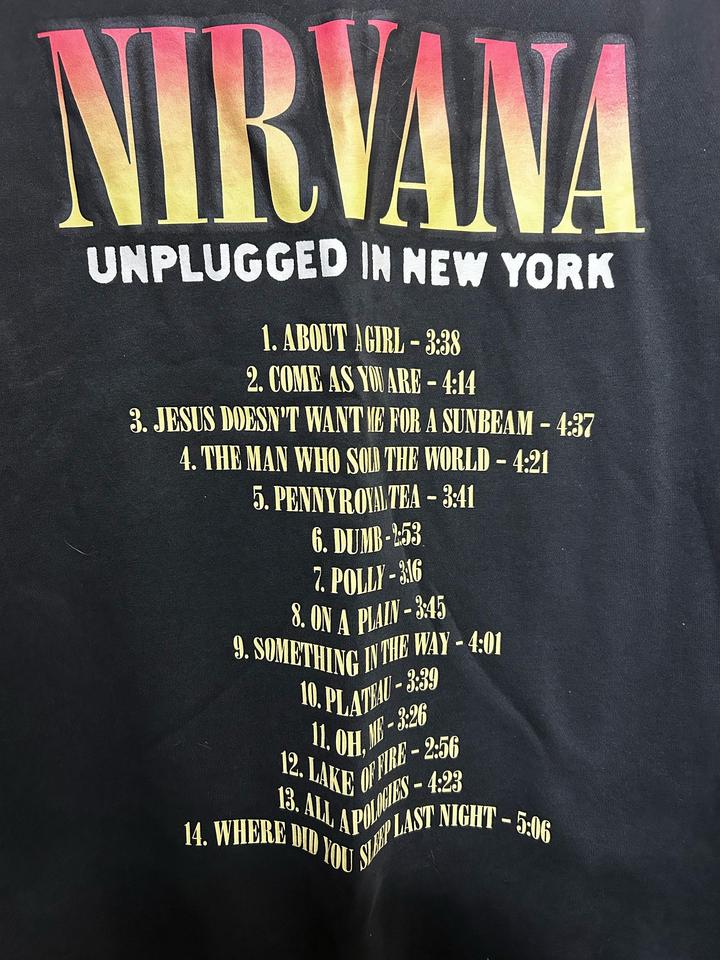 NIRVANA
UNPLUGGED IN NEW YORK
1. ABOUT A GIRL - 3:38
2. COME AS YOU ARE - 4:14
3. JESUS DOESN'T WANT ME FOR A SUNBEAM - 4:37
4. THE MAN WHO SOLD THE WORLD - 4:21
5. PENNYROYAL TEA - 3:41
6. DUMB - 2:53
7. POLLY - 3:16
8. ON A PLAIN - 3:45
9. SOMETHING IN THE WAY - 4:01
10. PLATEAU - 3:39
11. OH, ME - 3:26
12. LAKE OF FIRE - 2:56
13. ALL APOLOGIES - 4:23
14. WHERE DID YOU SLEEP LAST NIGHT - 5:06